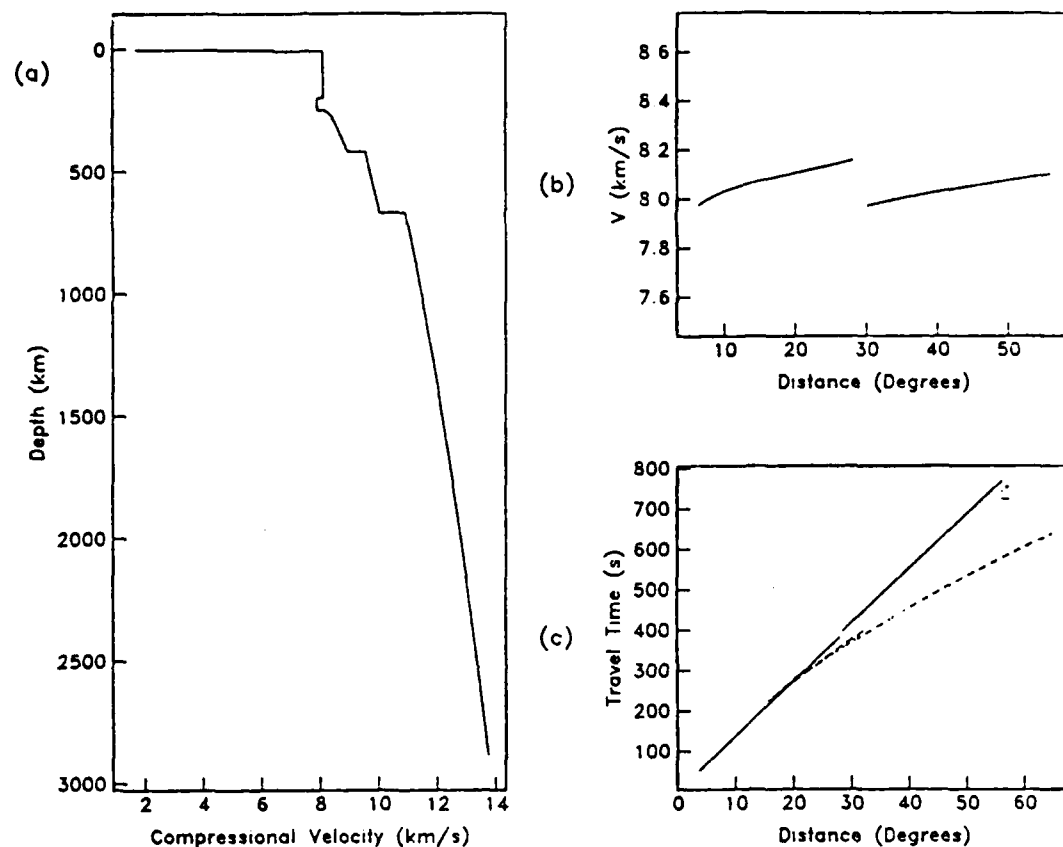 (a)
0
500
1000
1500
2000
2500
3000
Depth (km)
2 4 6 8 10 12 14
Compressional Velocity (km/s)
(b)
8 6
8 4
8 2
8.0
7.8
7.6
V (km/s)
10 20 30 40 50
Distance (Degrees)
(c)
800
700
600
500
400
300
200
100
Travel Time (s)
0 10 20 30 40 50 60
Distance (Degrees)